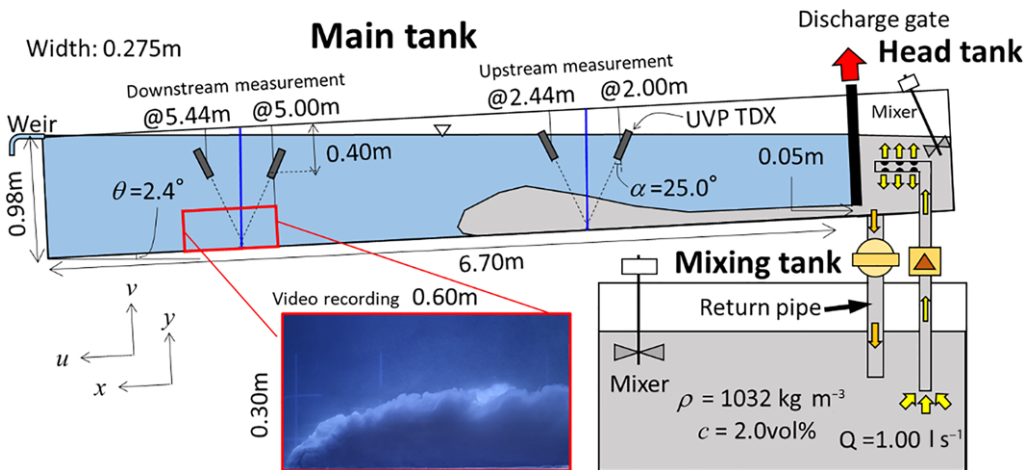 Discharge gate
Main tank
Head tank
Width: 0.275m
Downstream measurement
@5.44m @5.00m
Upstream measurement
@2.44m @2.00m
Mixer
Weir
UVP TDX
0.40m
0.05m
θ=2.4°
α=25.0°
0.98m
6.70m
Mixing tank
Video recording 0.60m
Return pipe
v
y
u
x
0.30m
Mixer
ρ = 1032 kg m⁻³
c = 2.0vol%
Q =1.00 l s⁻¹